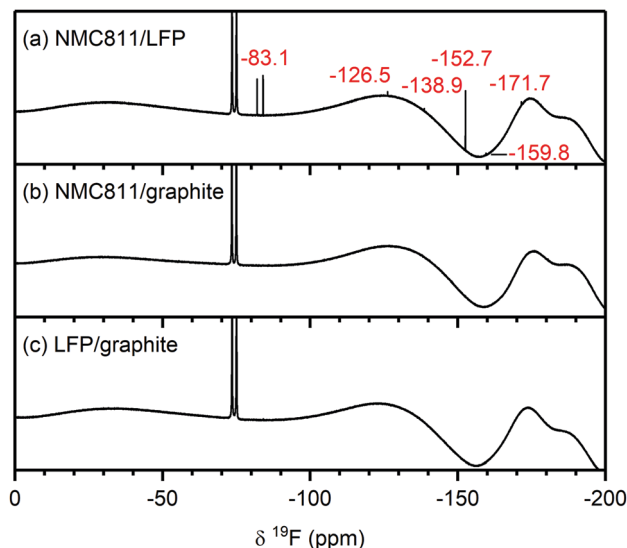 (a) NMC811/LFP
-83.1
-126.5
-138.9
-152.7
-171.7
-159.8
(b) NMC811/graphite
(c) LFP/graphite
0 -50 -100 -150 -200
δ ¹⁹F (ppm)